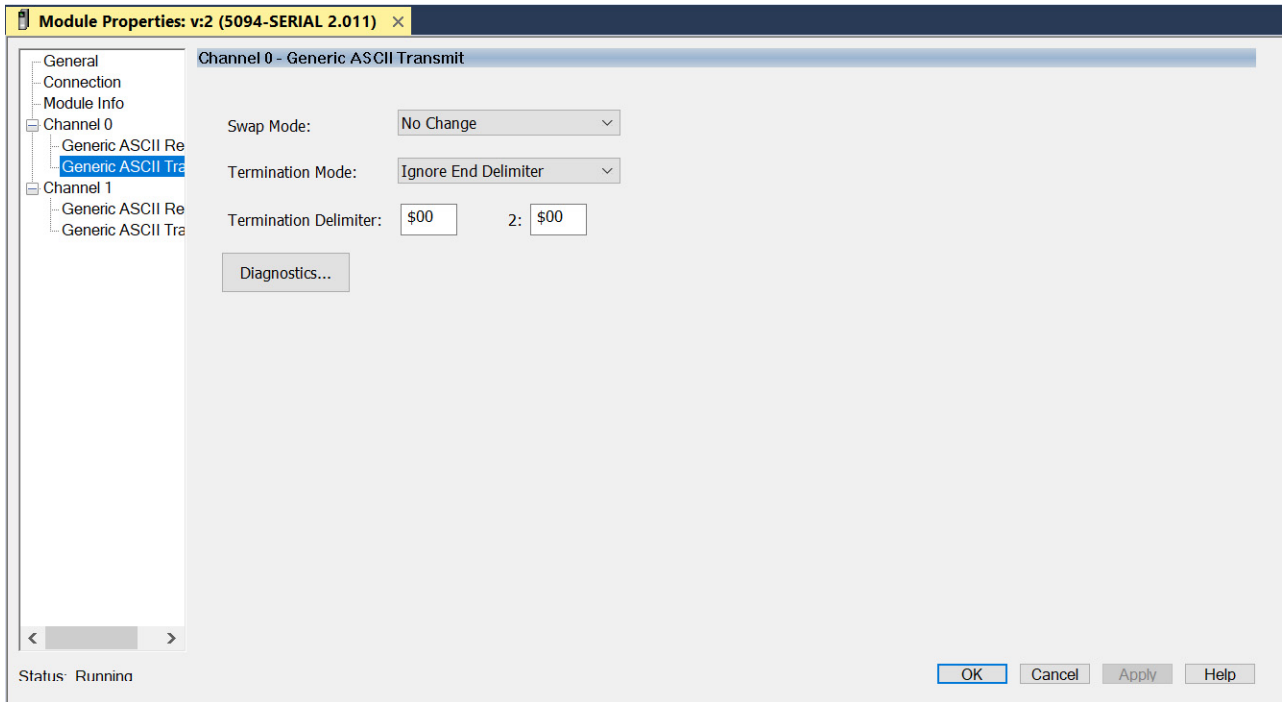 Module Properties: v:2 (5094-SERIAL 2.011) ×
General
Connection
Module Info
Channel 0
Generic ASCII Re
Generic ASCII Tra
Channel 1
Generic ASCII Re
Generic ASCII Tra
Channel 0 - Generic ASCII Transmit
Swap Mode: No Change
Termination Mode: Ignore End Delimiter
Termination Delimiter: $00 2: $00
Diagnostics...
Status: Running
OK Cancel Apply Help